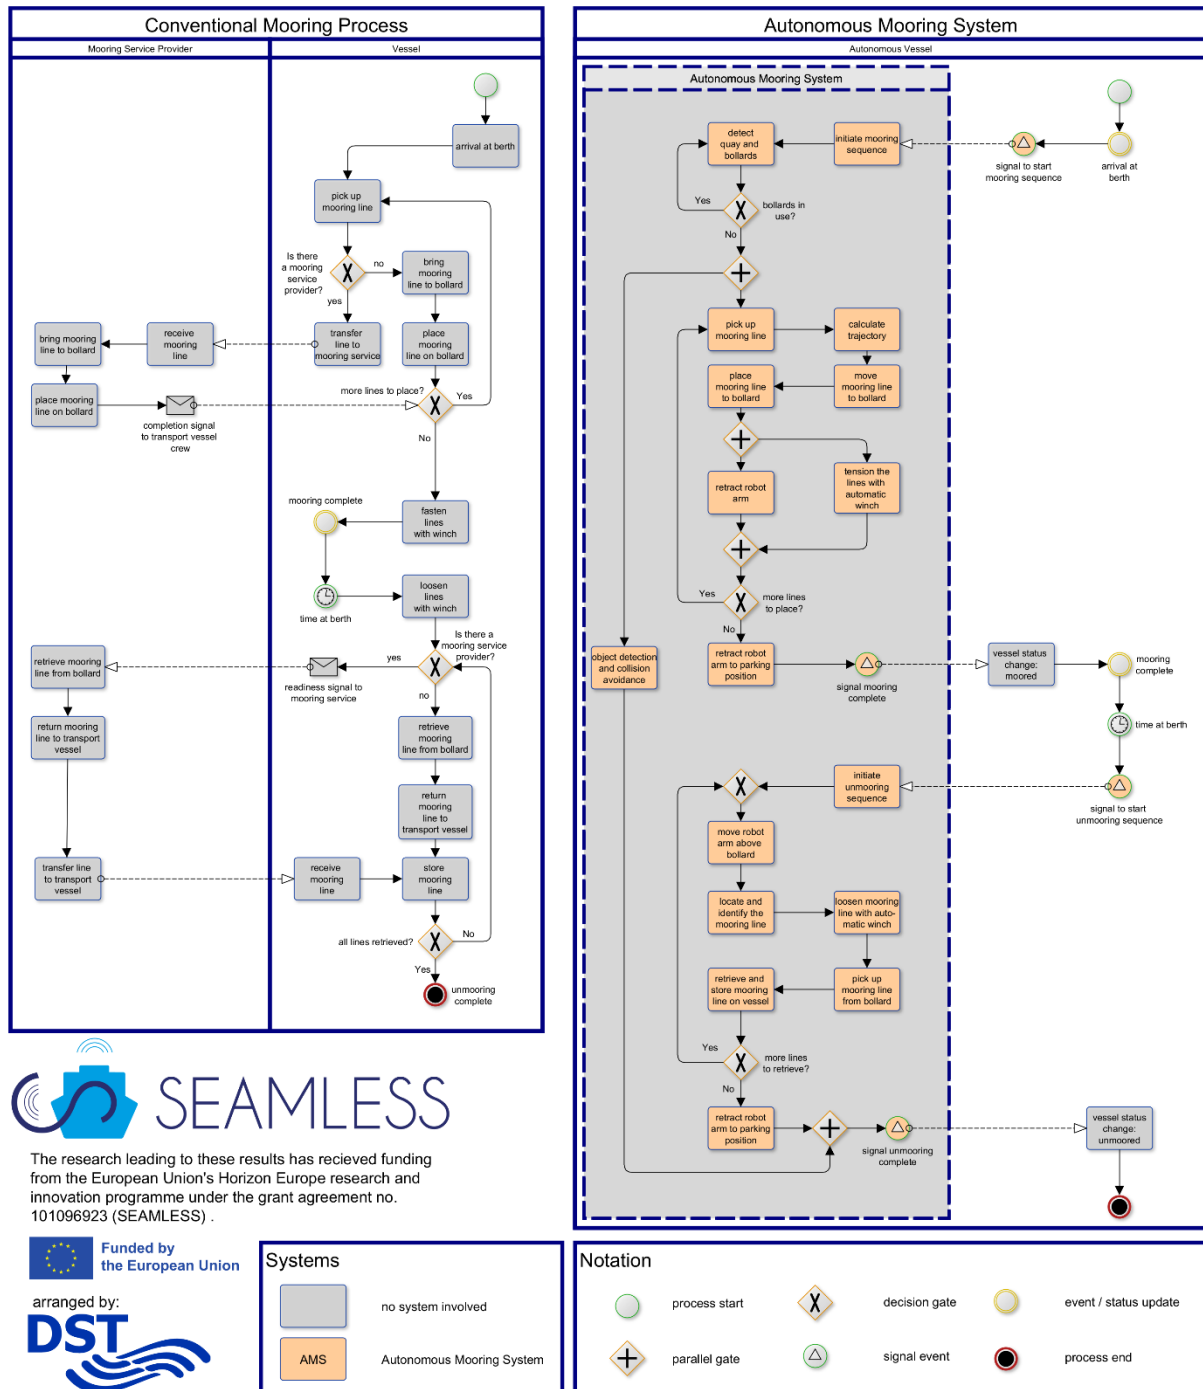 Conventional Mooring Process
Mooring Service Provider
Vessel
arrival at berth
pick up
mooring line
Is there
a mooring
service
provider?
no
yes
bring
mooring
line to bollard
bring mooring
line to bollard
receive
mooring
line
transfer
line to
mooring service
place
mooring
line on bollard
place mooring
line on bollard
completion signal
to transport vessel
crew
more lines to place?
Yes
No
mooring complete
fasten
lines
with winch
time at berth
loosen
lines
with winch
Is there a
mooring service
provider?
yes
no
retrieve mooring
line from bollard
readiness signal to
mooring service
return mooring
line to transport
vessel
retrieve
mooring
line from bollard
return
mooring
line to
transport vessel
transfer line
to transport
vessel
receive
mooring
line
store
mooring
line
all lines retrieved?
No
Yes
unmooring
complete
Autonomous Mooring System
Autonomous Vessel
Autonomous Mooring System
detect
quay and
bollards
initiate mooring
sequence
signal to start
mooring sequence
arrival at
berth
Yes
bollards in
use?
No
pick up
mooring line
calculate
trajectory
place
mooring line
to bollard
move
mooring line
to bollard
retract robot
arm
tension the
lines with
automatic
winch
Yes
more lines
to place?
No
object detection
and collision
avoidance
retract robot
arm to parking
position
signal mooring
complete
vessel status
change:
moored
mooring
complete
time at berth
initiate
unmooring
sequence
signal to start
unmooring sequence
move robot
arm above
bollard
locate and
identify the
mooring line
loosen mooring
line with auto-
matic winch
retrieve and
store mooring
line on vessel
pick up
mooring line
from bollard
Yes
more lines
to retrieve?
No
retract robot
arm to parking
position
signal unmooring
complete
vessel status
change:
unmoored
SEAMLESS
The research leading to these results has recieved funding
from the European Union's Horizon Europe research and
innovation programme under the grant agreement no.
101096923 (SEAMLESS) .
Funded by
the European Union
arranged by:
DST
Systems
no system involved
AMS
Autonomous Mooring System
Notation
process start
decision gate
event / status update
parallel gate
signal event
process end